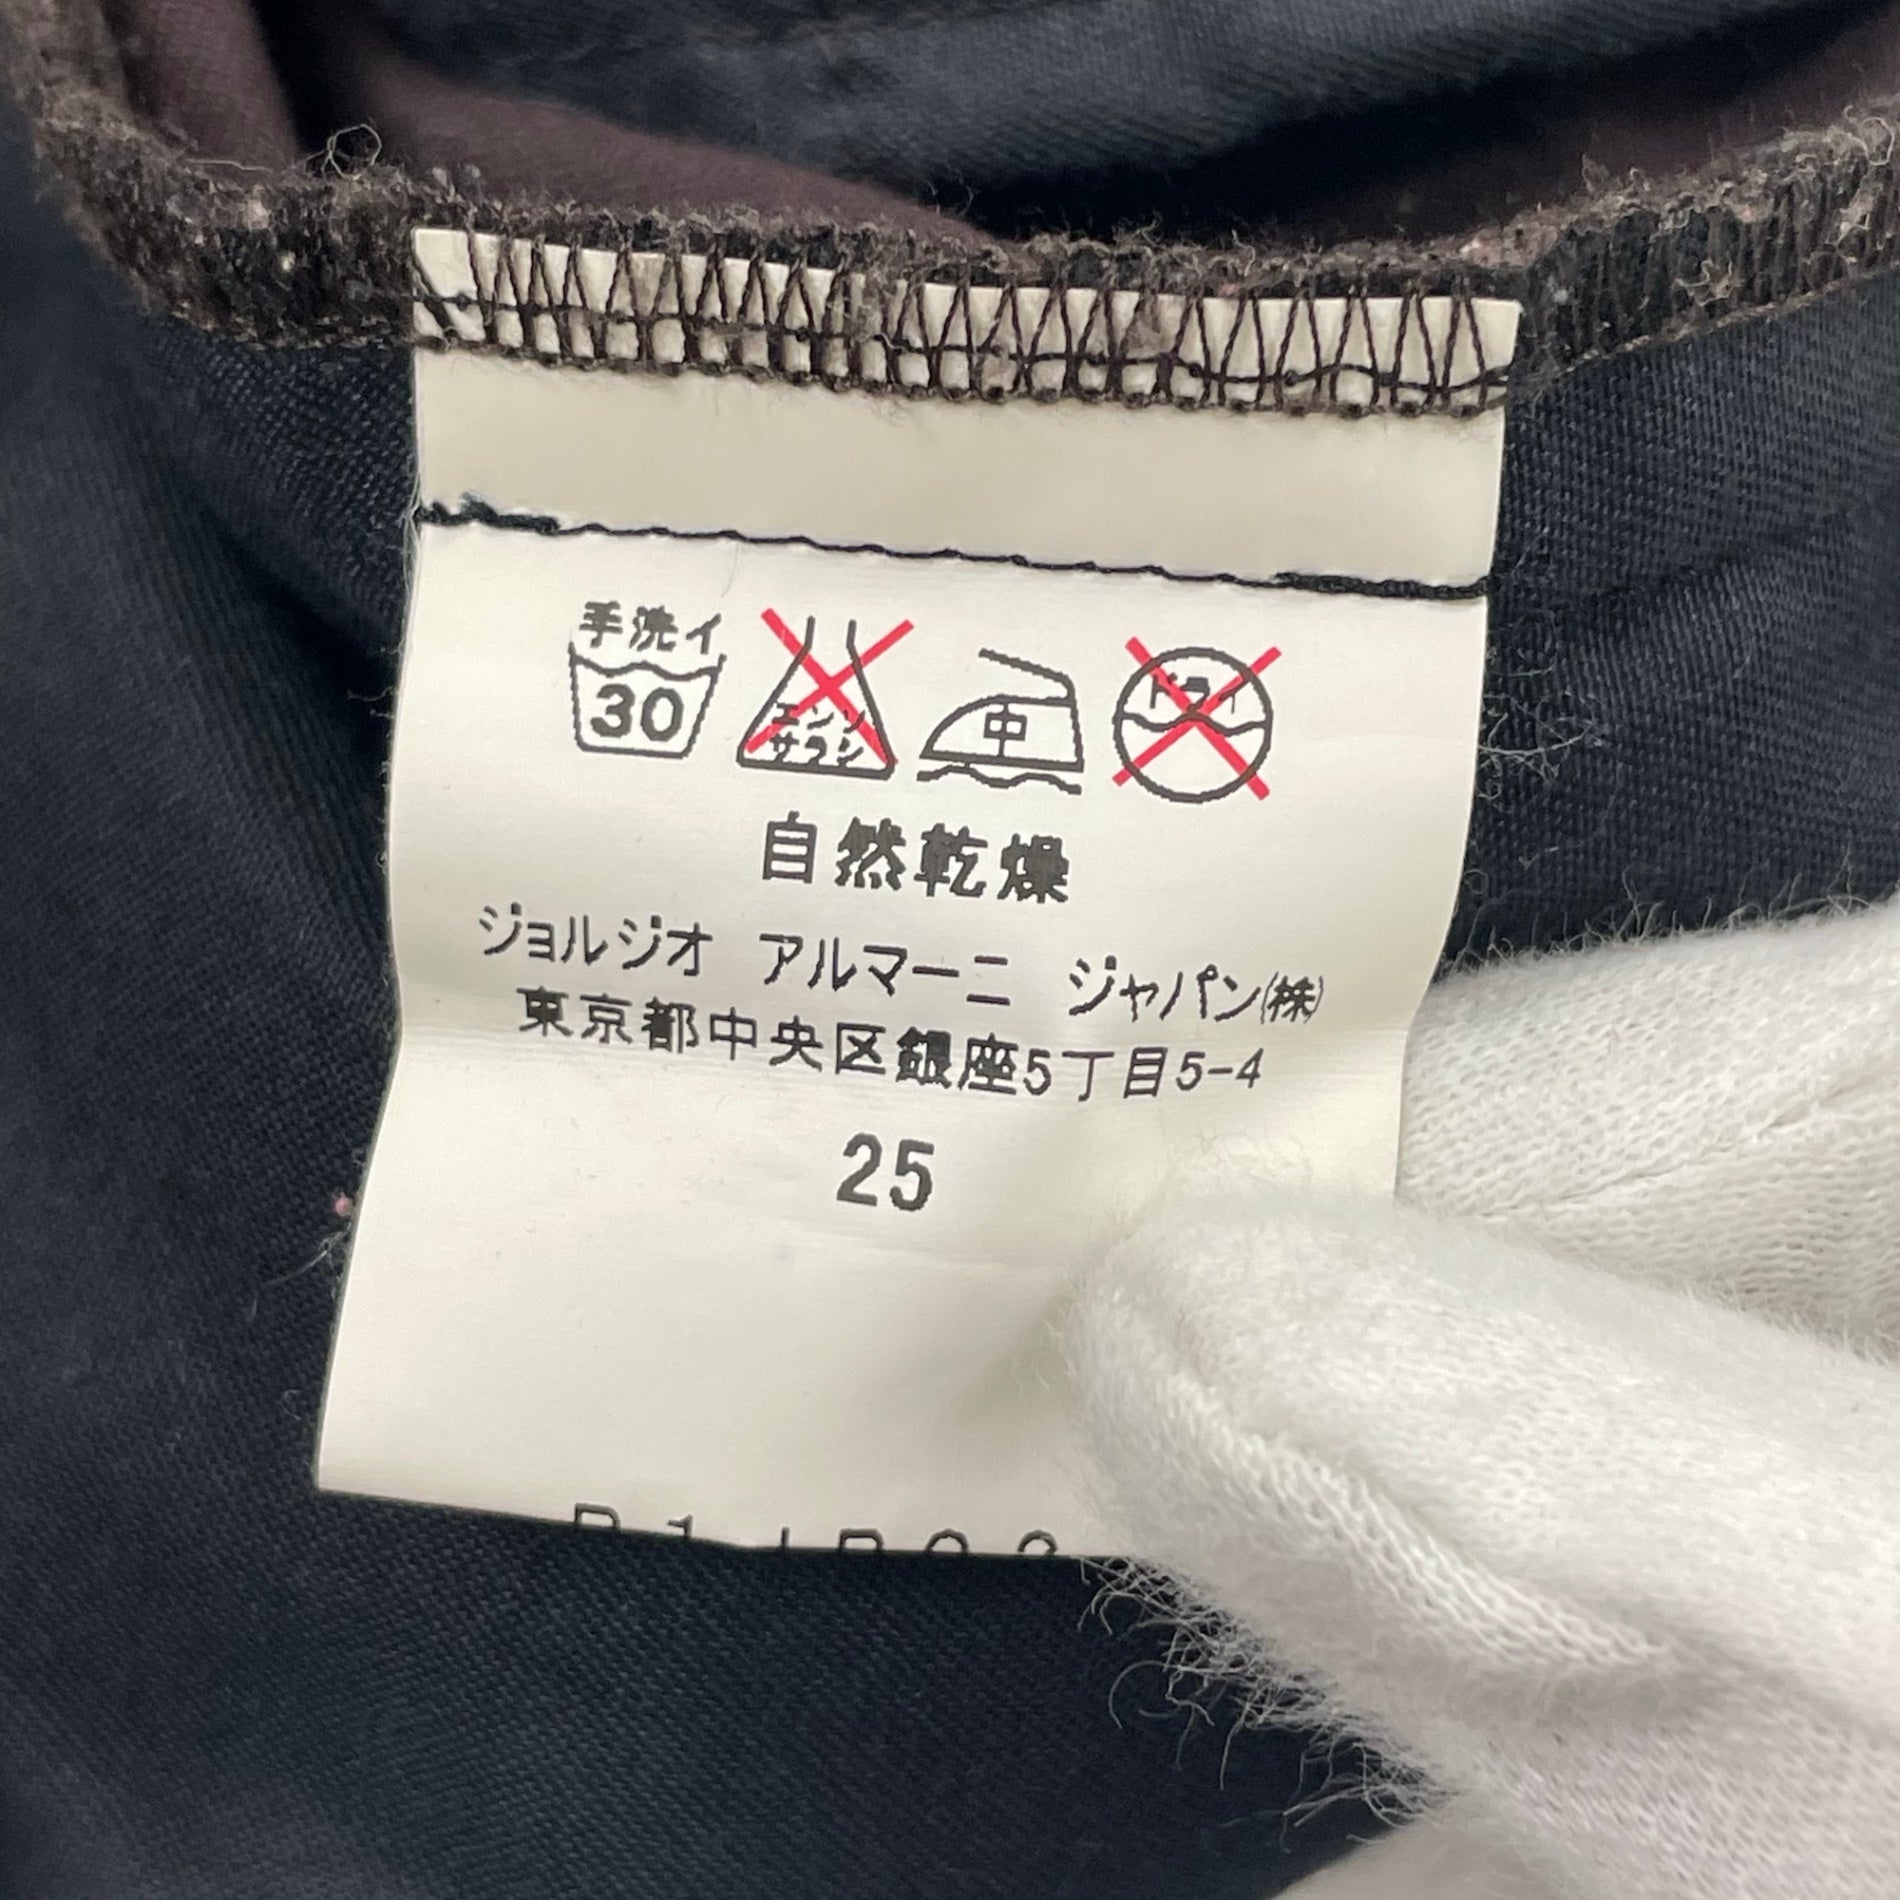 手洗イ
30 エンソ 中 ドライ
サラシ
自然乾燥
ジョルジオ アルマーニ ジャパン㈱
東京都中央区銀座5丁目5-4
25